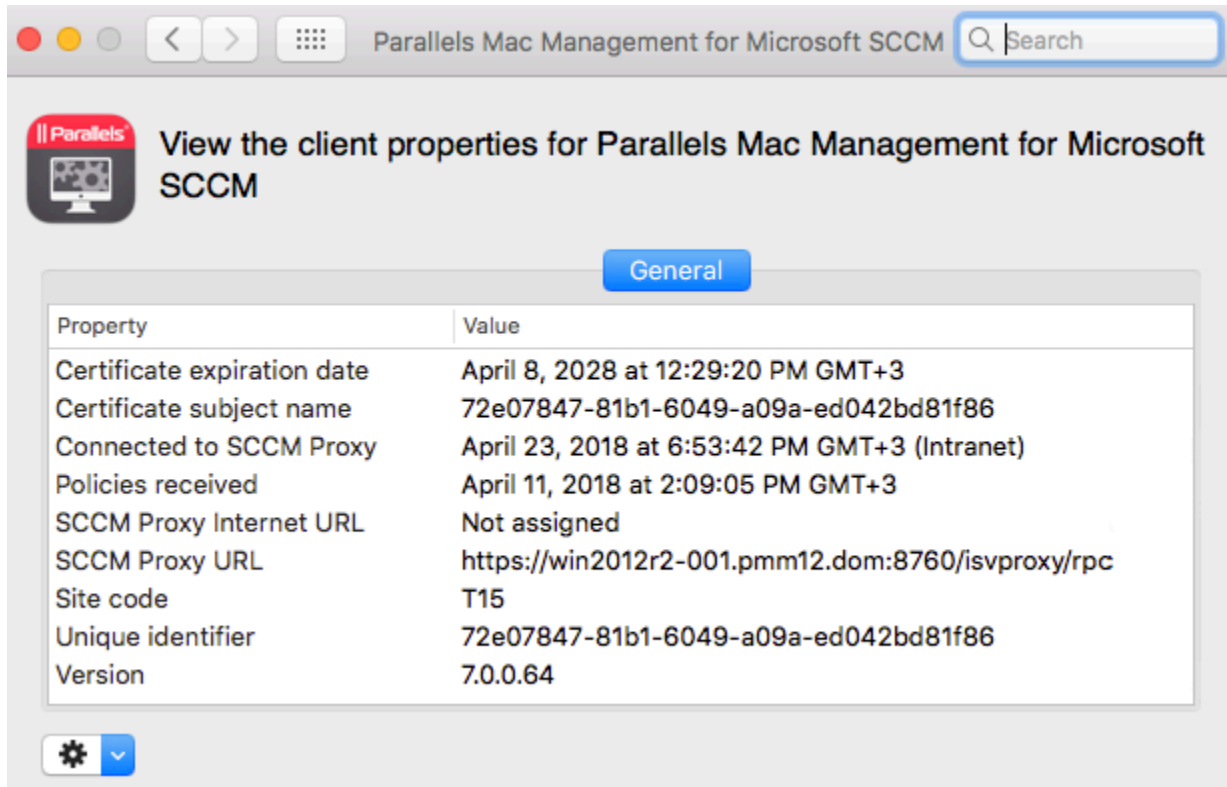 Parallels Mac Management for Microsoft SCCM
Search
|| Parallels®
View the client properties for Parallels Mac Management for Microsoft
SCCM
General
Property Value
Certificate expiration date April 8, 2028 at 12:29:20 PM GMT+3
Certificate subject name 72e07847-81b1-6049-a09a-ed042bd81f86
Connected to SCCM Proxy April 23, 2018 at 6:53:42 PM GMT+3 (Intranet)
Policies received April 11, 2018 at 2:09:05 PM GMT+3
SCCM Proxy Internet URL Not assigned
SCCM Proxy URL https://win2012r2-001.pmm12.dom:8760/isvproxy/rpc
Site code T15
Unique identifier 72e07847-81b1-6049-a09a-ed042bd81f86
Version 7.0.0.64